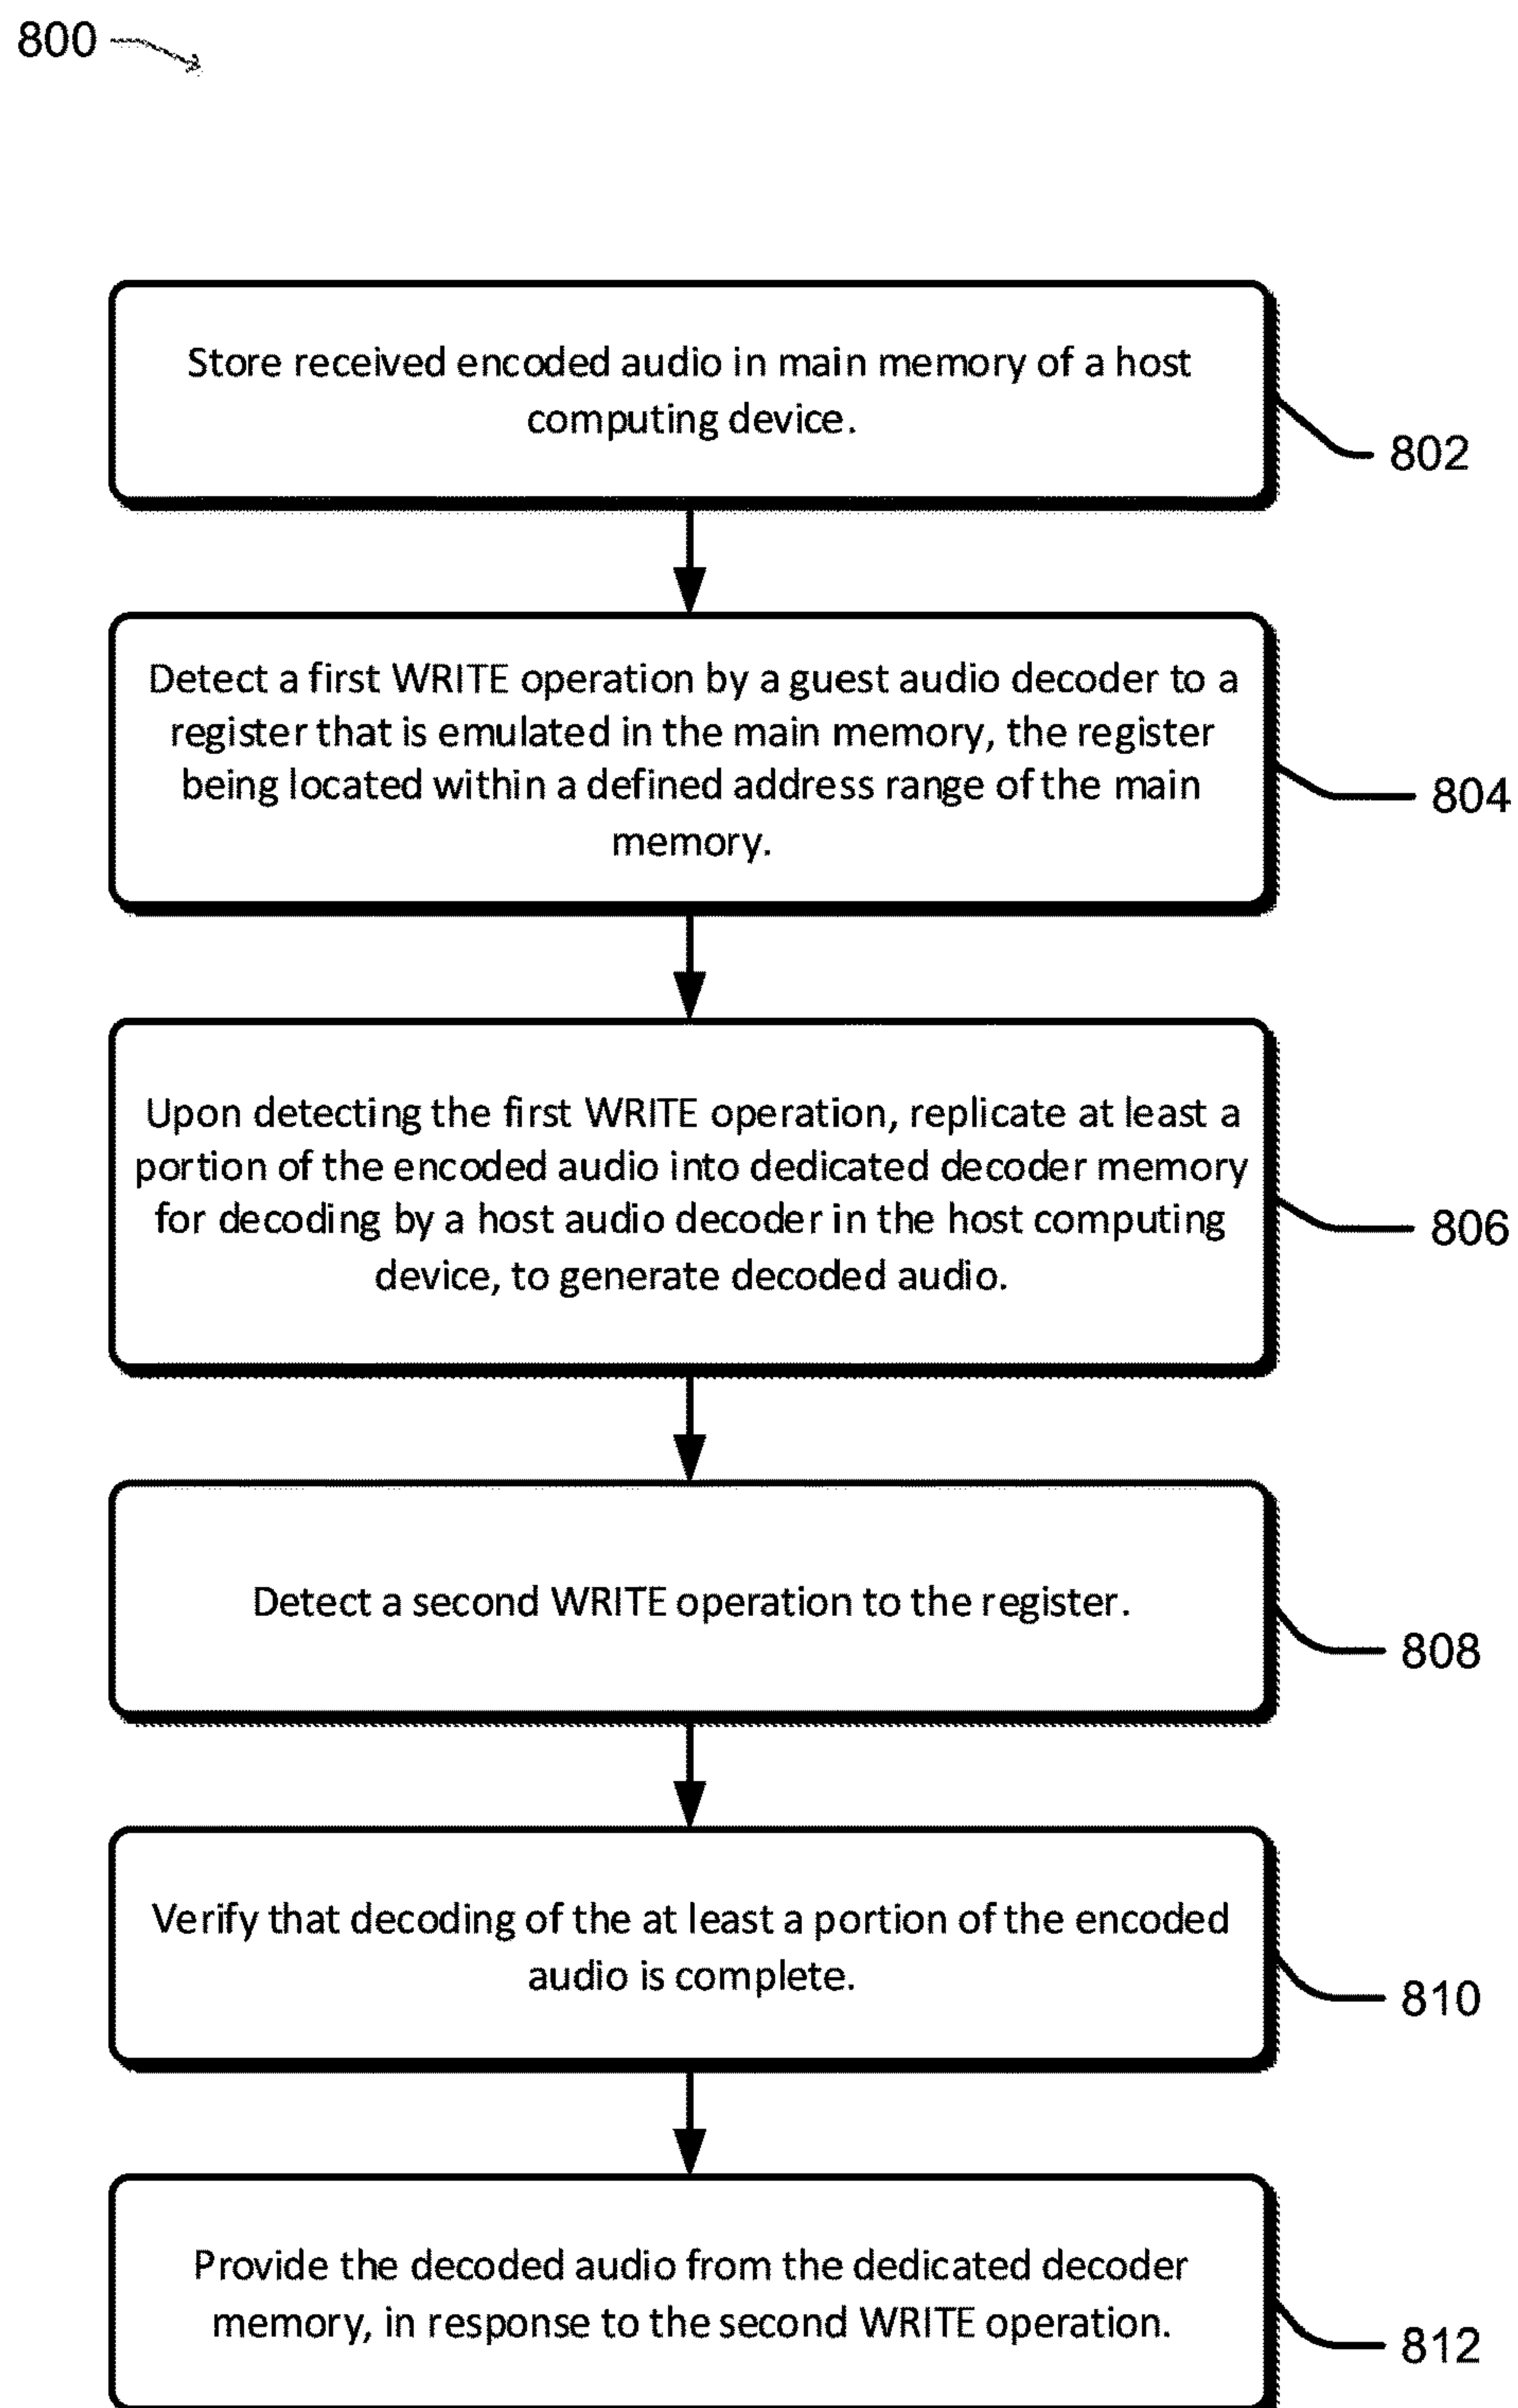 800
Store received encoded audio in main memory of a host
computing device.
802
Detect a first WRITE operation by a guest audio decoder to a
register that is emulated in the main memory, the register
being located within a defined address range of the main
memory.
804
Upon detecting the first WRITE operation, replicate at least a
portion of the encoded audio into dedicated decoder memory
for decoding by a host audio decoder in the host computing
device, to generate decoded audio.
806
Detect a second WRITE operation to the register.
808
Verify that decoding of the at least a portion of the encoded
audio is complete.
810
Provide the decoded audio from the dedicated decoder
memory, in response to the second WRITE operation.
812